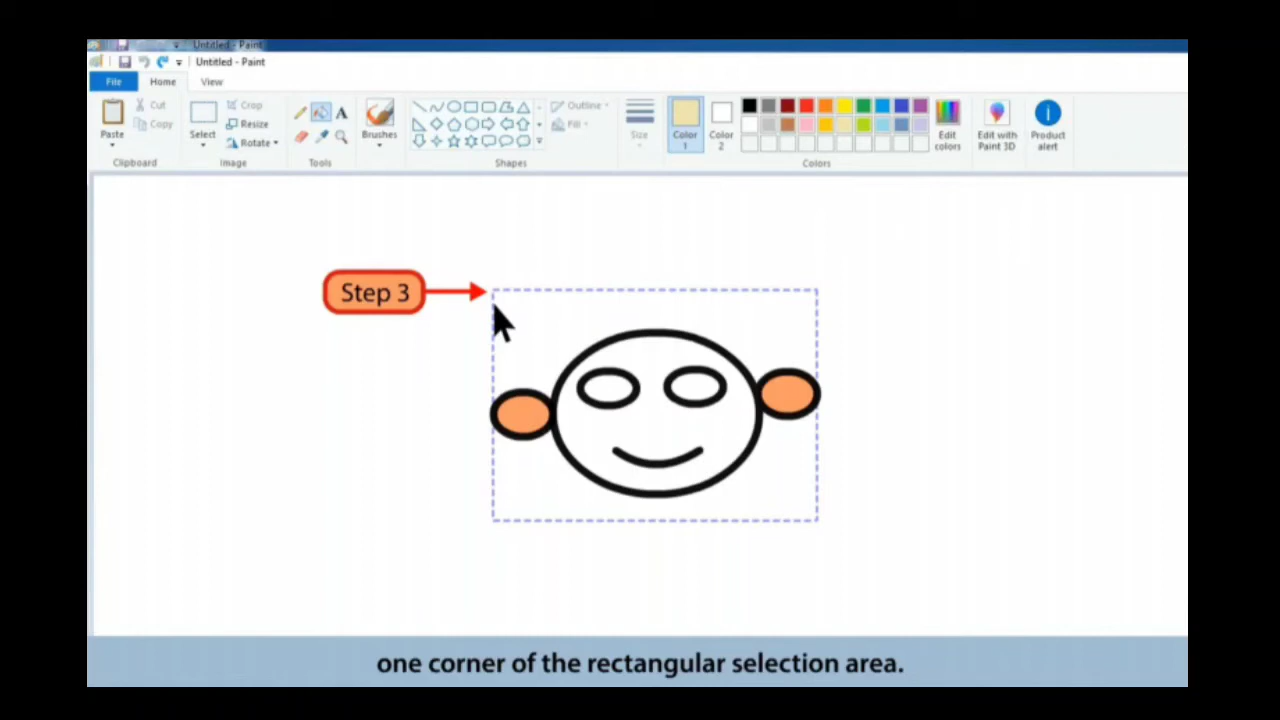 Untitled - Paint
Untitled - Paint
File Home View
Paste
Cut
Copy
Clipboard
Select
Crop
Resize
Rotate
Image
A
Tools
Brushes
Outline
Fill
Shapes
Size
Color 1
Color 2
Edit colors
Colors
Edit with Paint 3D
Product alert
Step 3
one corner of the rectangular selection area.